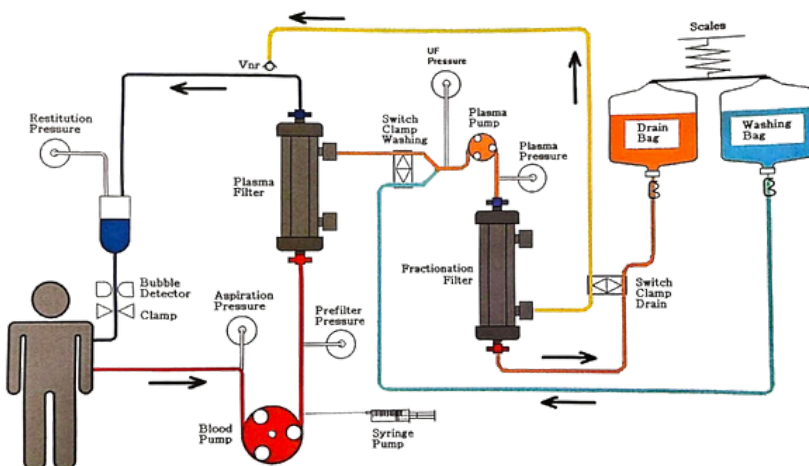 Scales
Vnr
UF
Pressure
Restitution
Pressure
Switch
Clamp
Washing
Plasma
Pump
Drain
Bag
Washing
Bag
Plasma
Pressure
Plasma
Filter
Fractionation
Filter
Bubble
Detector
Clamp
Aspiration
Pressure
Prefilter
Pressure
Switch
Clamp
Drain
Blood
Pump
Syringe
Pump